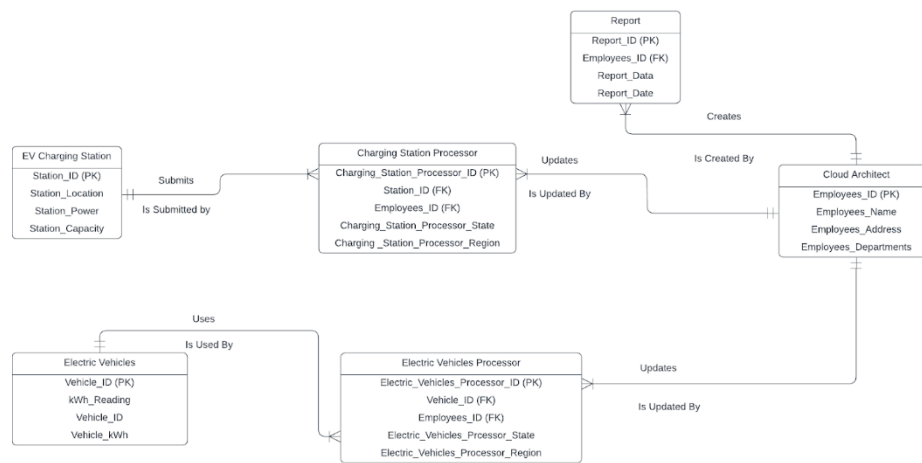 Report
Report_ID (PK)
Employees_ID (FK)
Report_Data
Report_Date
Creates
Is Created By
EV Charging Station
Station_ID (PK)
Station_Location
Station_Power
Station_Capacity
Submits
Is Submitted by
Charging Station Processor
Charging_Station_Processor_ID (PK)
Station_ID (FK)
Employees_ID (FK)
Charging_Station_Processor_State
Charging _Station_Processor_Region
Updates
Is Updated By
Cloud Architect
Employees_ID (PK)
Employees_Name
Employees_Address
Employees_Departments
Uses
Is Used By
Electric Vehicles
Vehicle_ID (PK)
kWh_Reading
Vehicle_ID
Vehicle_kWh
Electric Vehicles Processor
Electric_Vehicles_Processor_ID (PK)
Vehicle_ID (FK)
Employees_ID (FK)
Electric_Vehicles_Prcessor_State
Electric_Vehicles_Processor_Region
Updates
Is Updated By